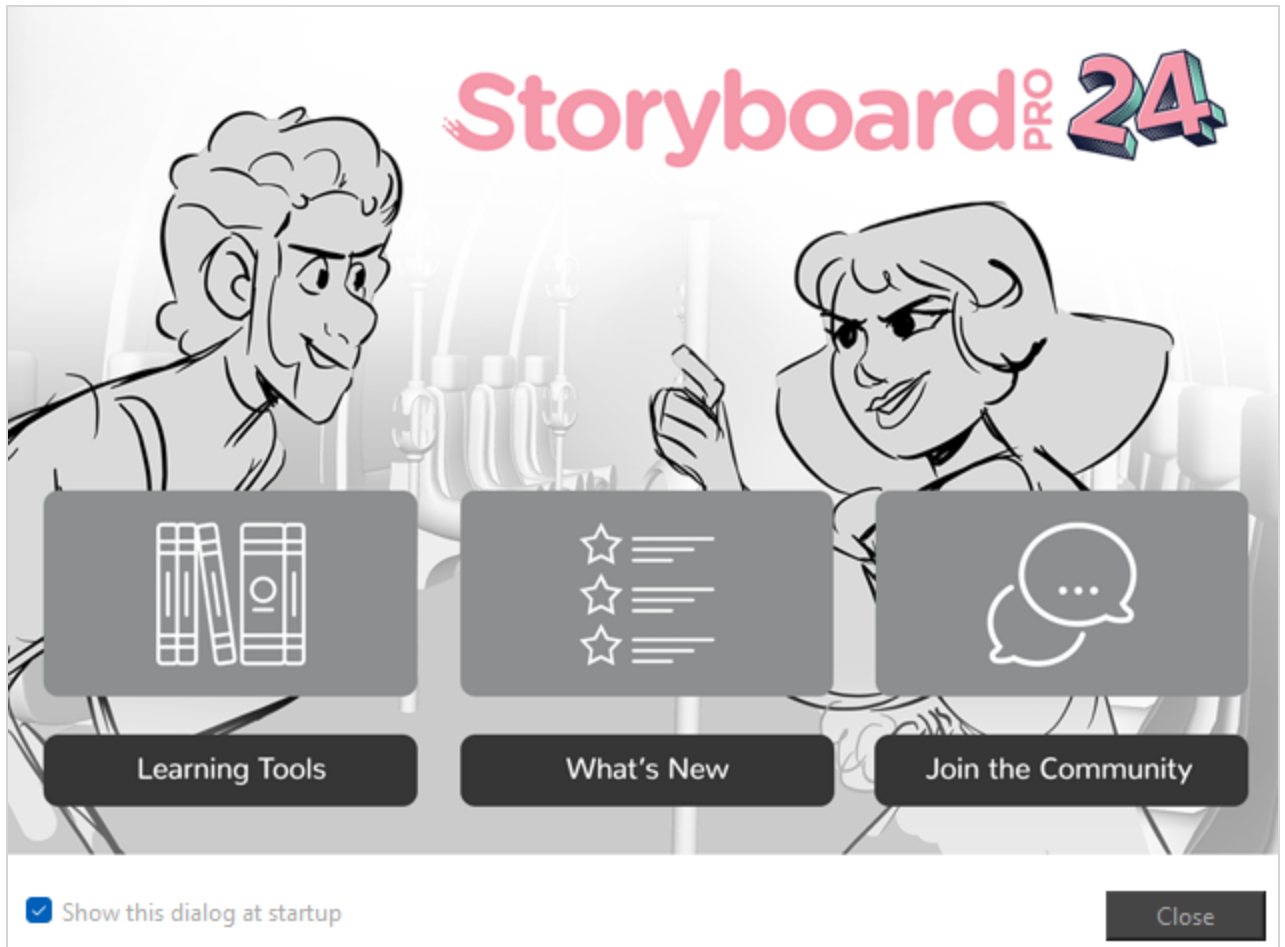 Storyboard PRO 24
Learning Tools
What's New
Join the Community
Show this dialog at startup
Close